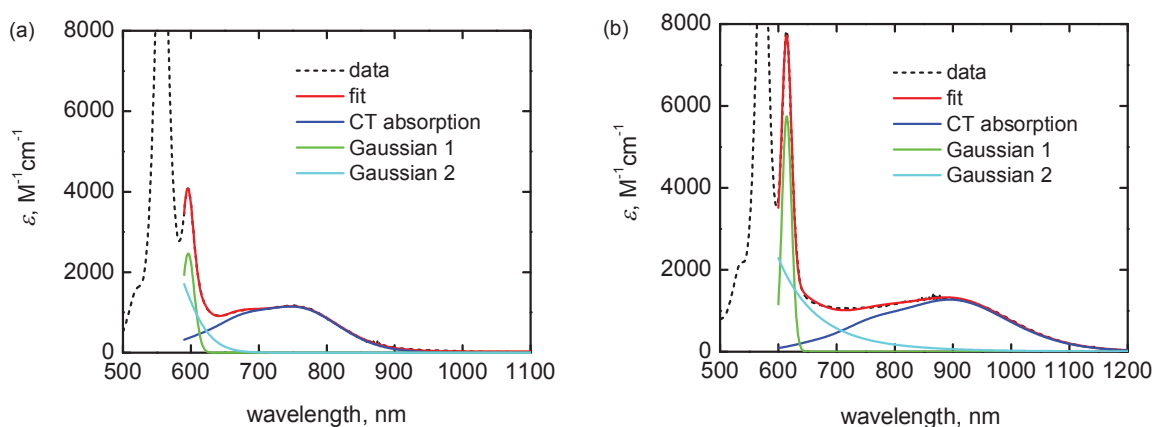 (a)
8000
6000
4000
2000
0
ε, M⁻¹cm⁻¹
data
fit
CT absorption
Gaussian 1
Gaussian 2
500 600 700 800 900 1000 1100
wavelength, nm
(b)
8000
6000
4000
2000
0
ε, M⁻¹cm⁻¹
data
fit
CT absorption
Gaussian 1
Gaussian 2
500 600 700 800 900 1000 1100 1200
wavelength, nm